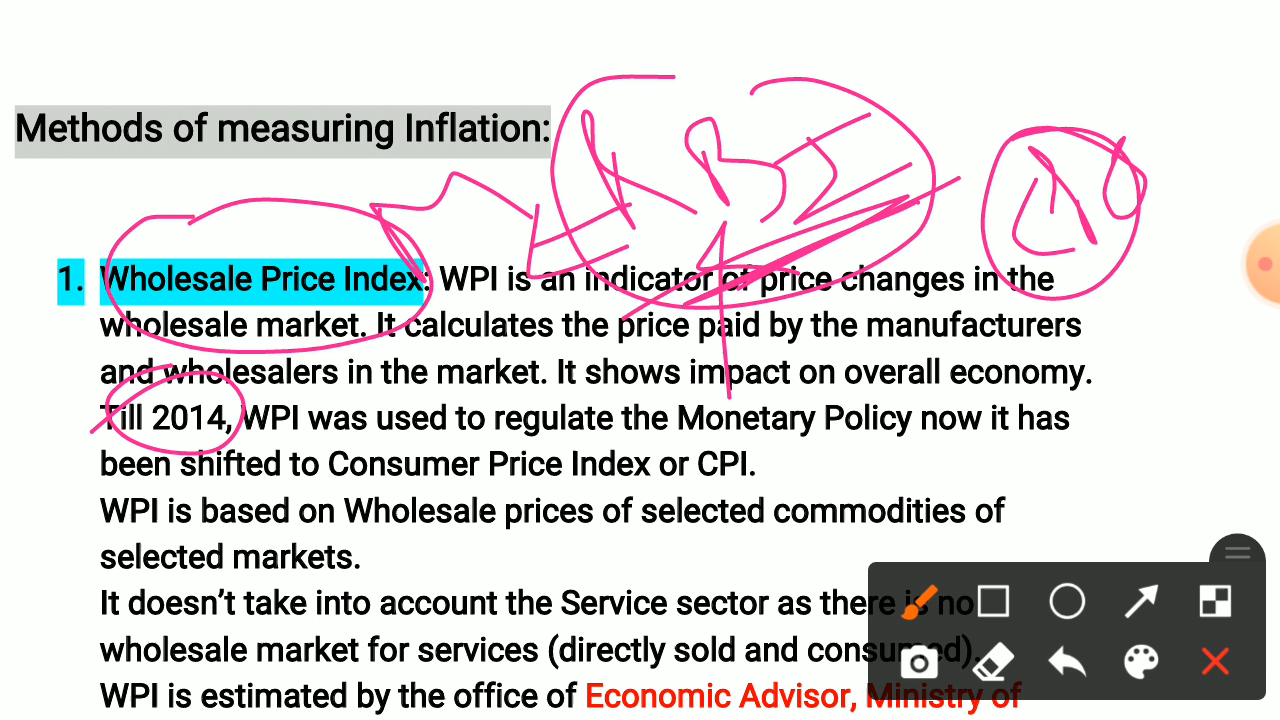 Methods of measuring Inflation:
1. Wholesale Price Index: WPI is an indicator of price changes in the
wholesale market. It calculates the price paid by the manufacturers
and wholesalers in the market. It shows impact on overall economy.
Till 2014, WPI was used to regulate the Monetary Policy now it has
been shifted to Consumer Price Index or CPI.
WPI is based on Wholesale prices of selected commodities of
selected markets.
It doesn't take into account the Service sector as there is no
wholesale market for services (directly sold and consumed).
WPI is estimated by the office of Economic Advisor, Ministry of